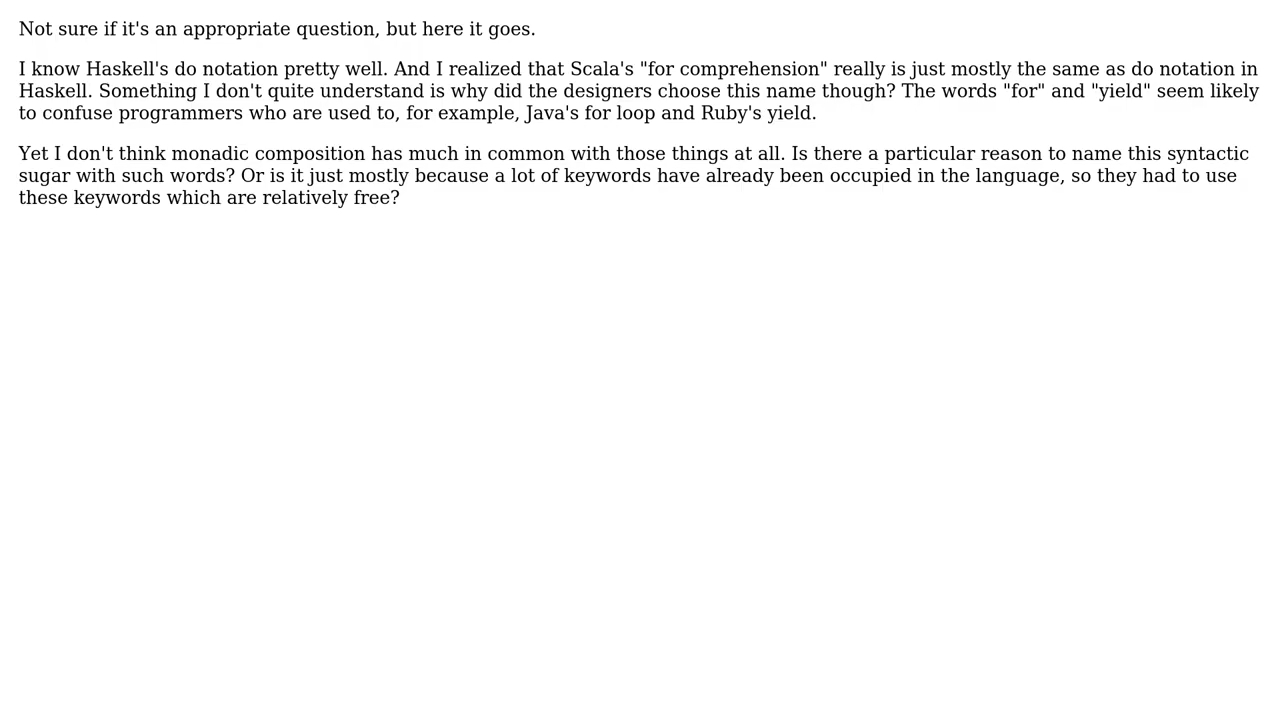 Not sure if it's an appropriate question, but here it goes.
I know Haskell's do notation pretty well. And I realized that Scala's "for comprehension" really is just mostly the same as do notation in
Haskell. Something I don't quite understand is why did the designers choose this name though? The words "for" and "yield" seem likely
to confuse programmers who are used to, for example, Java's for loop and Ruby's yield.
Yet I don't think monadic composition has much in common with those things at all. Is there a particular reason to name this syntactic
sugar with such words? Or is it just mostly because a lot of keywords have already been occupied in the language, so they had to use
these keywords which are relatively free?